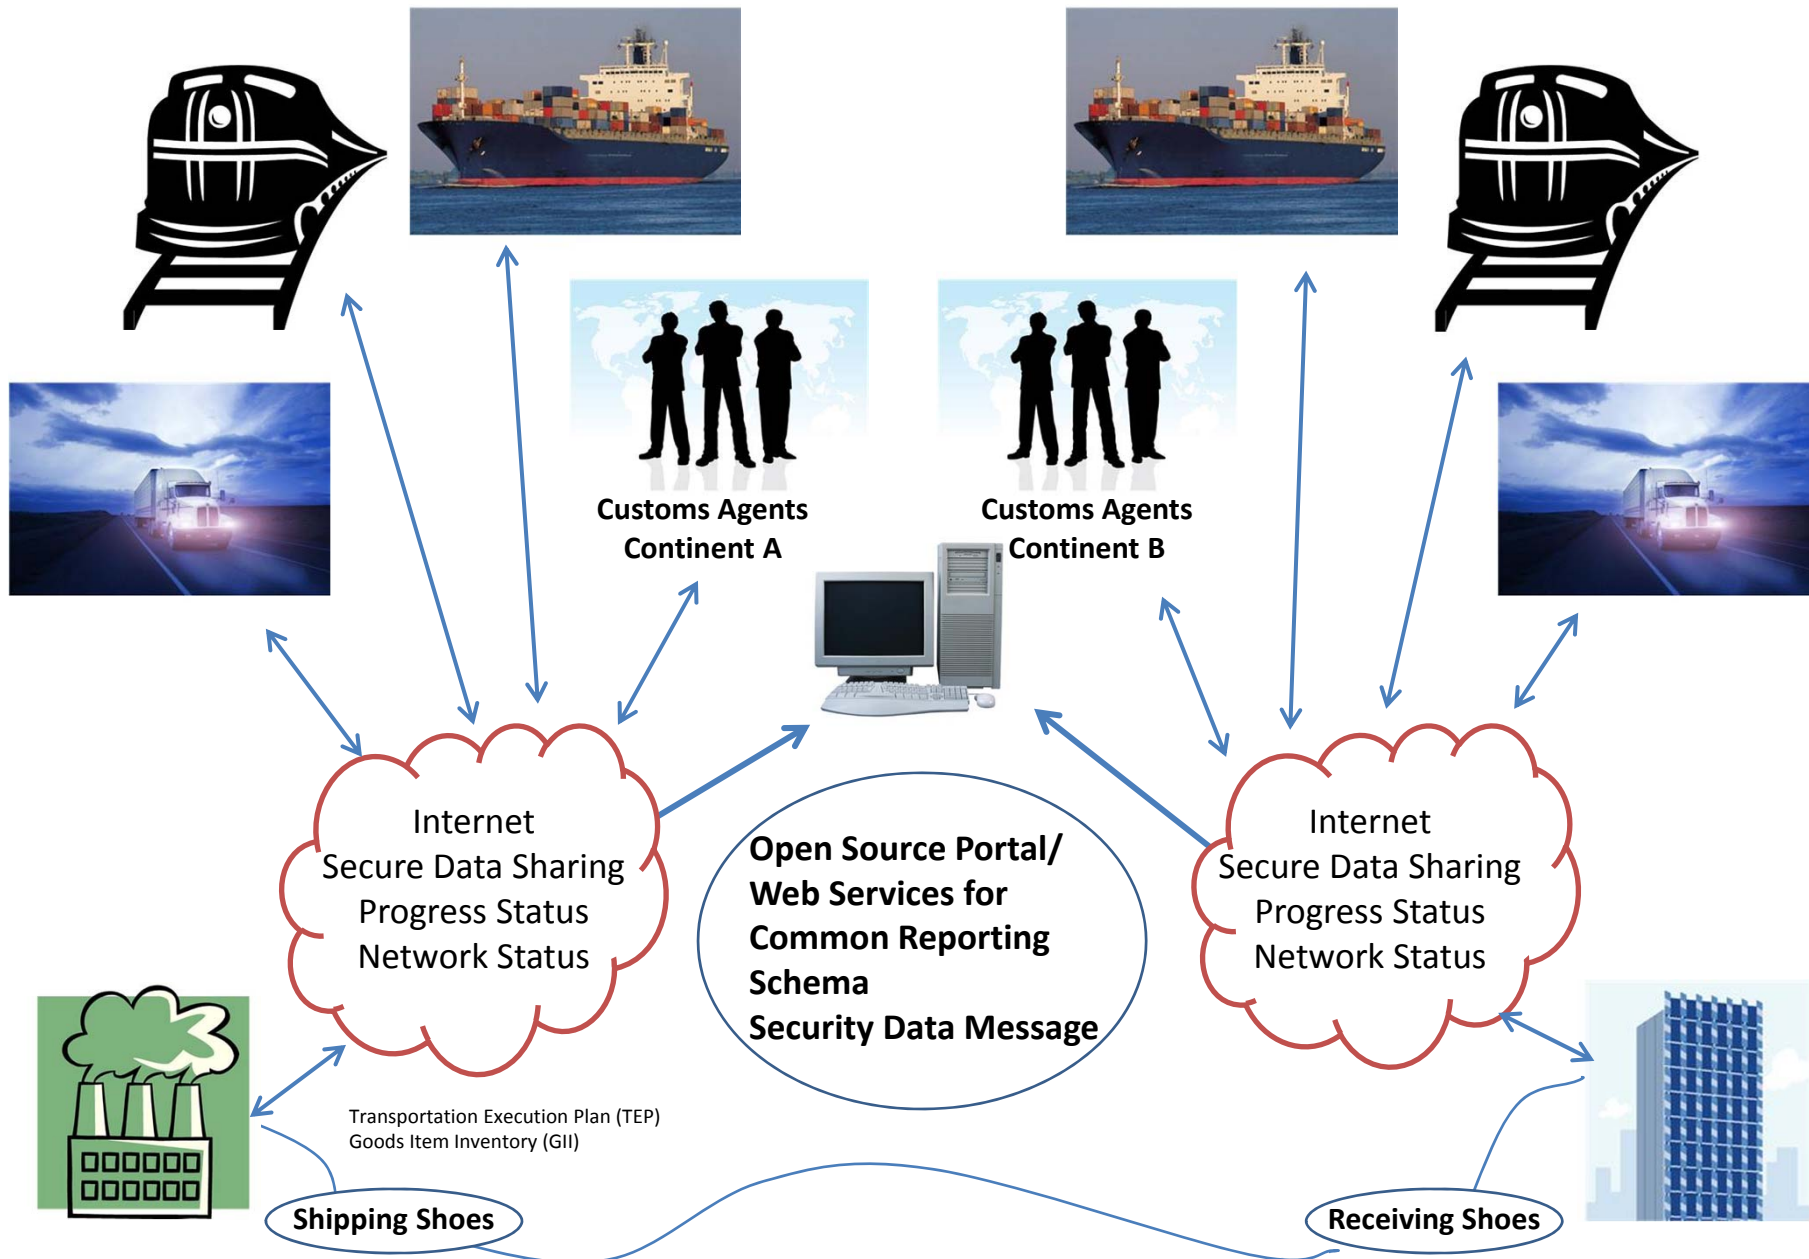 Customs Agents
Continent A
Customs Agents
Continent B
Internet
Secure Data Sharing
Progress Status
Network Status
Open Source Portal/
Web Services for
Common Reporting
Schema
Security Data Message
Internet
Secure Data Sharing
Progress Status
Network Status
Transportation Execution Plan (TEP)
Goods Item Inventory (GII)
Shipping Shoes
Receiving Shoes